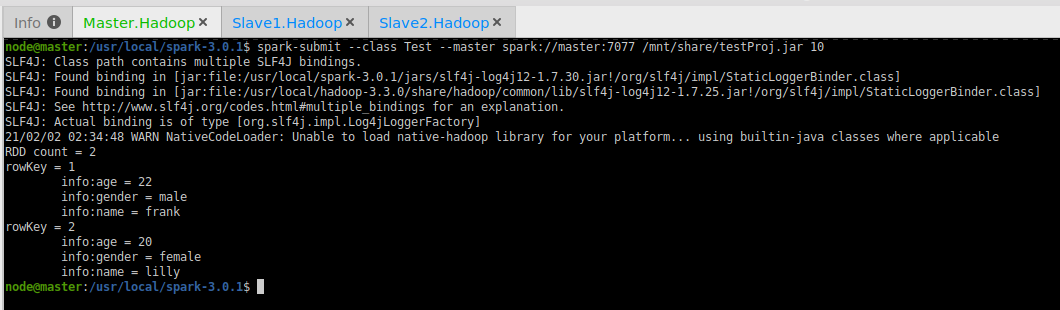 Info
Master.Hadoop
Slave1.Hadoop
Slave2.Hadoop
node@master:/usr/local/spark-3.0.1$ spark-submit --class Test --master spark://master:7077 /mnt/share/testProj.jar 10
SLF4J: Class path contains multiple SLF4J bindings.
SLF4J: Found binding in [jar:file:/usr/local/spark-3.0.1/jars/slf4j-log4j12-1.7.30.jar!/org/slf4j/impl/StaticLoggerBinder.class]
SLF4J: Found binding in [jar:file:/usr/local/hadoop-3.3.0/share/hadoop/common/lib/slf4j-log4j12-1.7.25.jar!/org/slf4j/impl/StaticLoggerBinder.class]
SLF4J: See http://www.slf4j.org/codes.html#multiple_bindings for an explanation.
SLF4J: Actual binding is of type [org.slf4j.impl.Log4jLoggerFactory]
21/02/02 02:34:48 WARN NativeCodeLoader: Unable to load native-hadoop library for your platform... using builtin-java classes where applicable
RDD count = 2
rowKey = 1
info:age = 22
info:gender = male
info:name = frank
rowKey = 2
info:age = 20
info:gender = female
info:name = lilly
node@master:/usr/local/spark-3.0.1$